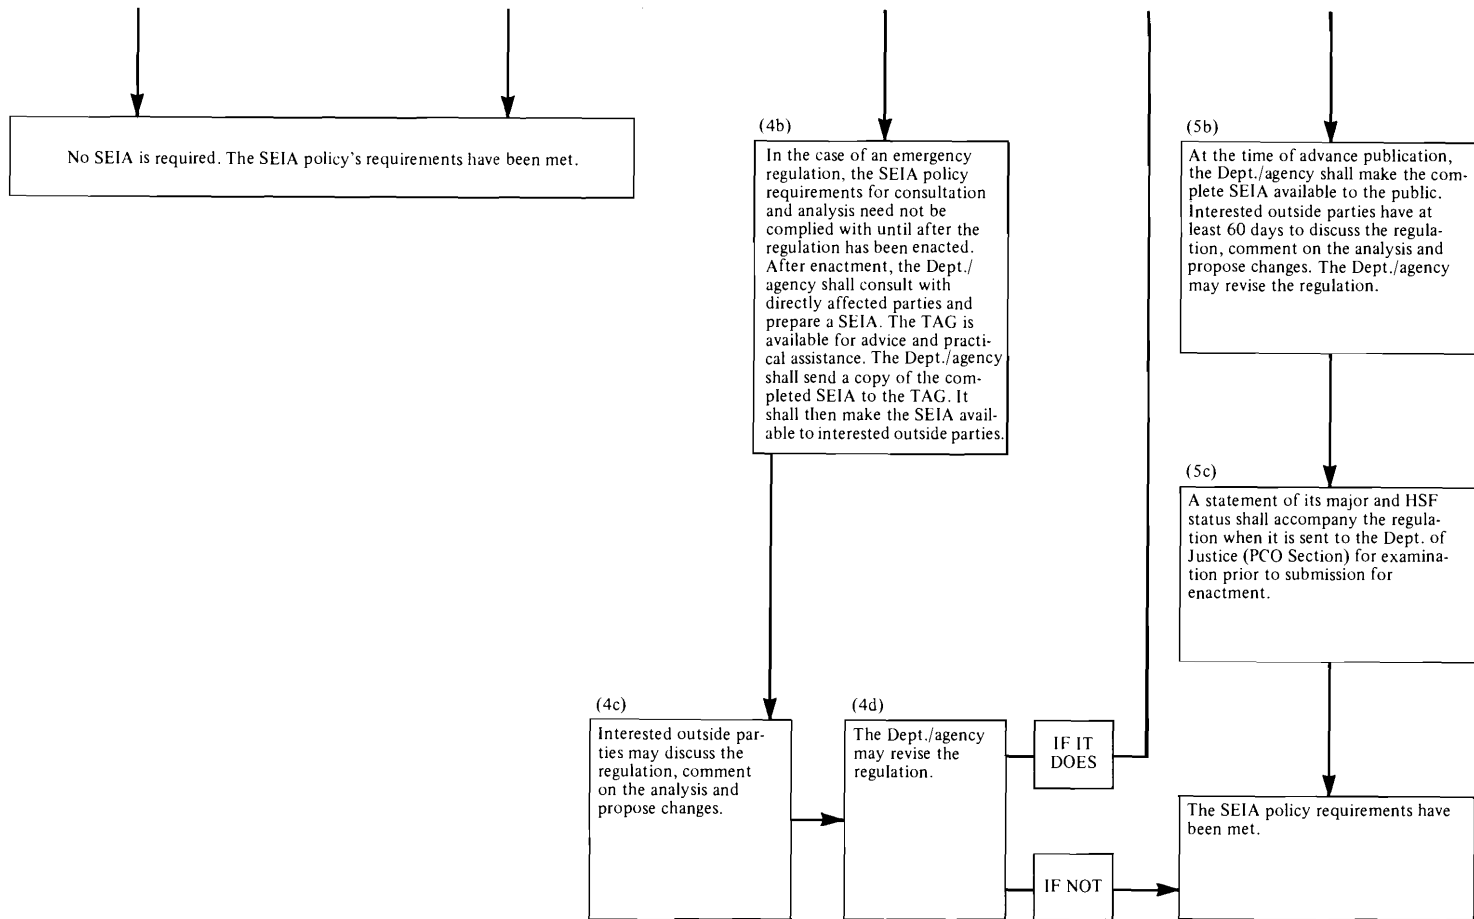 No SEIA is required. The SEIA policy's requirements have been met.
(4b)
In the case of an emergency
regulation, the SEIA policy
requirements for consultation
and analysis need not be
complied with until after the
regulation has been enacted.
After enactment, the Dept./
agency shall consult with
directly affected parties and
prepare a SEIA. The TAG is
available for advice and practi-
cal assistance. The Dept./agency
shall send a copy of the com-
pleted SEIA to the TAG. It
shall then make the SEIA avail-
able to interested outside parties.
(5b)
At the time of advance publication,
the Dept./agency shall make the com-
plete SEIA available to the public.
Interested outside parties have at
least 60 days to discuss the regula-
tion, comment on the analysis and
propose changes. The Dept./agency
may revise the regulation.
(5c)
A statement of its major and HSF
status shall accompany the regula-
tion when it is sent to the Dept. of
Justice (PCO Section) for examina-
tion prior to submission for
enactment.
(4c)
Interested outside par-
ties may discuss the
regulation, comment
on the analysis and
propose changes.
(4d)
The Dept./agency
may revise the
regulation.
IF IT
DOES
IF NOT
The SEIA policy requirements have
been met.